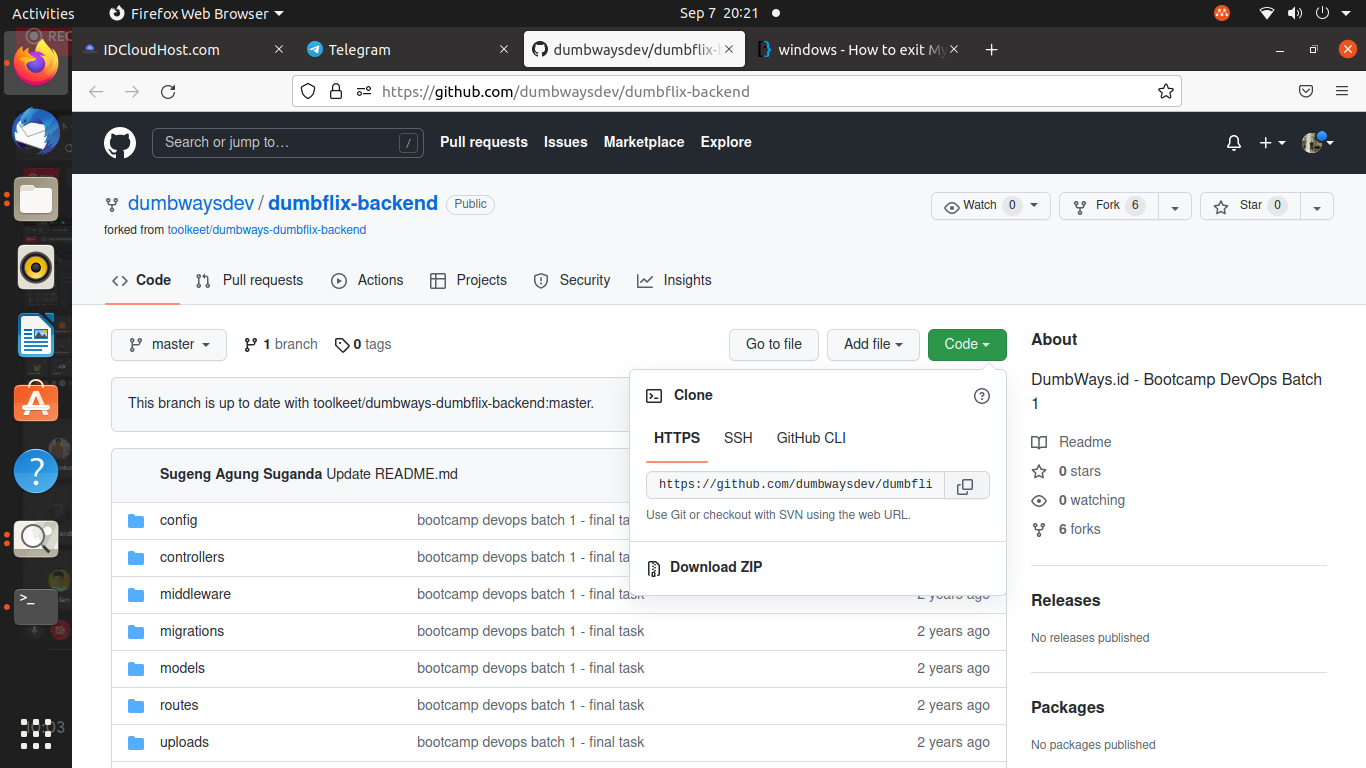 Activities Firefox Web Browser Sep 7 20:21
REC
IDCloudHost.com Telegram dumbwaysdev/dumbflix- windows - How to exit My
https://github.com/dumbwaysdev/dumbflix-backend
Search or jump to… / Pull requests Issues Marketplace Explore
dumbwaysdev / dumbflix-backend Public Watch 0 Fork 6 Star 0
forked from toolkeet/dumbways-dumbflix-backend
Code Pull requests Actions Projects Security Insights
master 1 branch 0 tags Go to file Add file Code
This branch is up to date with toolkeet/dumbways-dumbflix-backend:master.
Clone
HTTPS SSH GitHub CLI
https://github.com/dumbwaysdev/dumbfli
Use Git or checkout with SVN using the web URL.
Download ZIP
Sugeng Agung Suganda Update README.md
config bootcamp devops batch 1 - final ta
controllers bootcamp devops batch 1 - final ta
middleware bootcamp devops batch 1 - final task 2 years ago
migrations bootcamp devops batch 1 - final task 2 years ago
models bootcamp devops batch 1 - final task 2 years ago
routes bootcamp devops batch 1 - final task 2 years ago
uploads bootcamp devops batch 1 - final task 2 years ago
About
DumbWays.id - Bootcamp DevOps Batch
1
Readme
0 stars
0 watching
6 forks
Releases
No releases published
Packages
No packages published